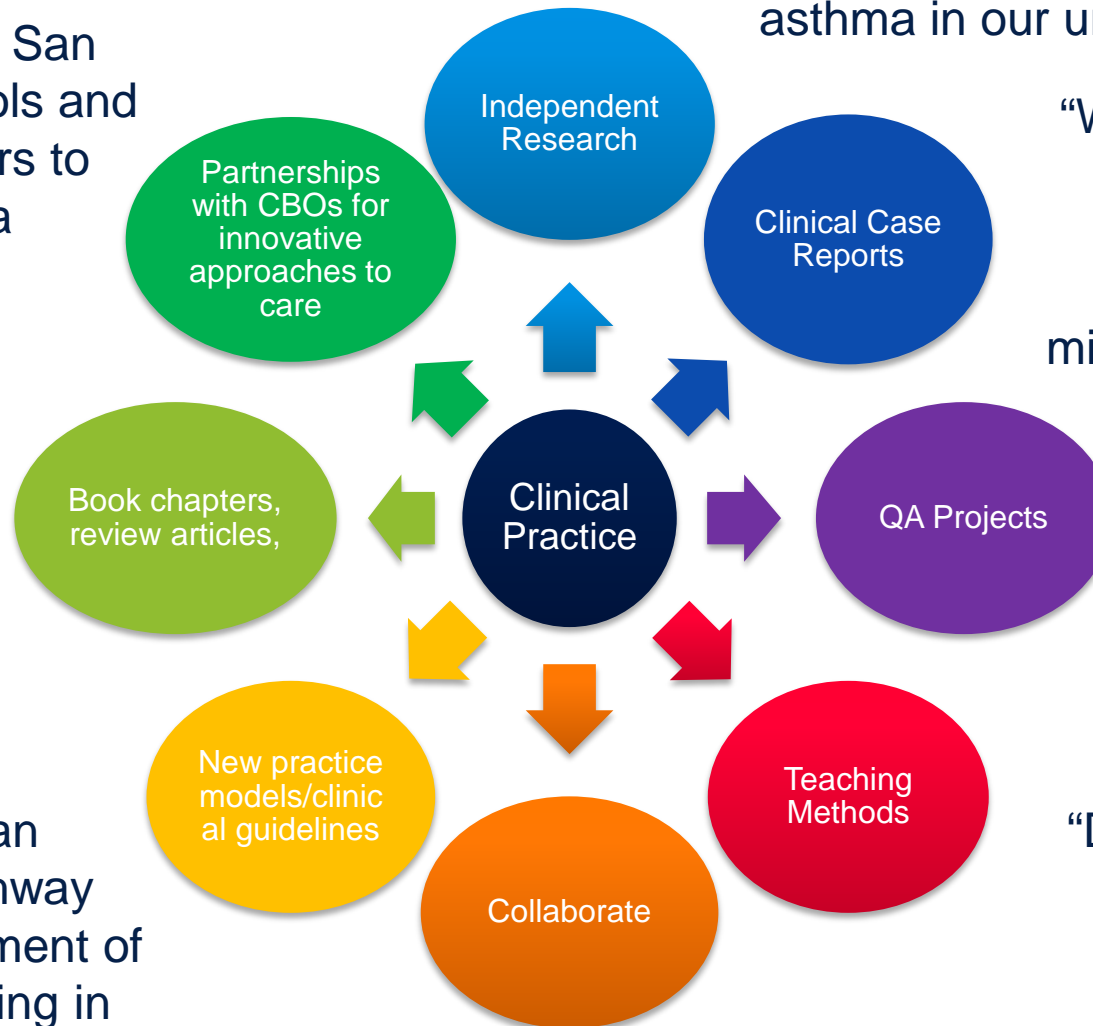 San
ols and
rs to
a
asthma in our ur
“W
mi
Independent
Research
Partnerships
with CBOs for
innovative
approaches to
care
Clinical Case
Reports
Book chapters,
review articles,
Clinical
Practice
QA Projects
New practice
models/clinic
al guidelines
Teaching
Methods
Collaborate
an
way
ment of
ing in
“D